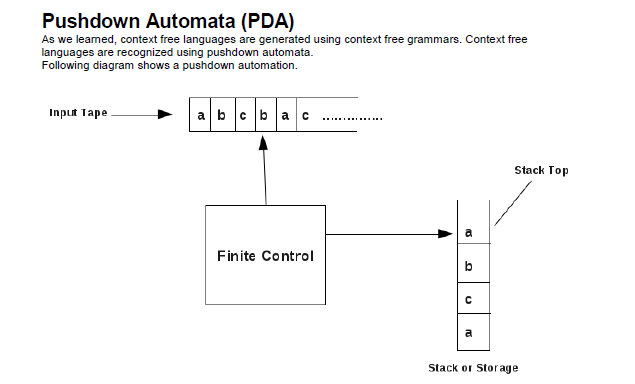 Pushdown Automata (PDA)
As we learned, context free languages are generated using context free grammars. Context free
languages are recognized using pushdown automata.
Following diagram shows a pushdown automation.
Input Tape
a b c b a c ...............
Stack Top
Finite Control
a
b
c
a
Stack or Storage